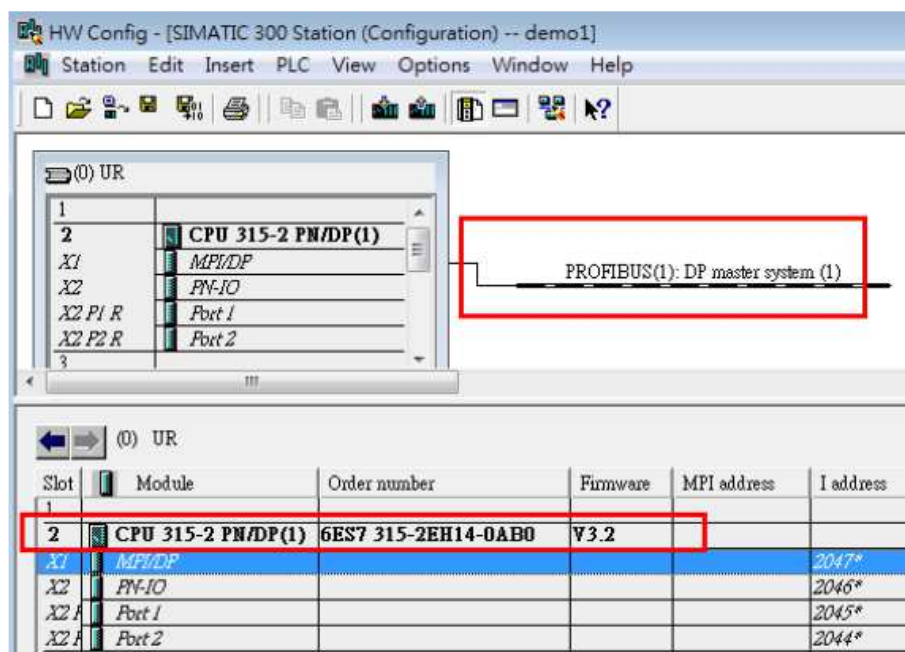 HW Config - [SIMATIC 300 Station (Configuration) -- demo1]
Station Edit Insert PLC View Options Window Help
(0) UR
1
2 CPU 315-2 PN/DP(1)
X1 MPI/DP
X2 PN-IO
X2 P1 R Port 1
X2 P2 R Port 2
3
PROFIBUS(1): DP master system (1)
(0) UR
Slot Module Order number Firmware MPI address I address
1
2 CPU 315-2 PN/DP(1) 6ES7 315-2EH14-0AB0 V3.2
X1 MPI/DP 2047*
X2 PN-IO 2046*
X2 P Port 1 2045*
X2 P Port 2 2044*